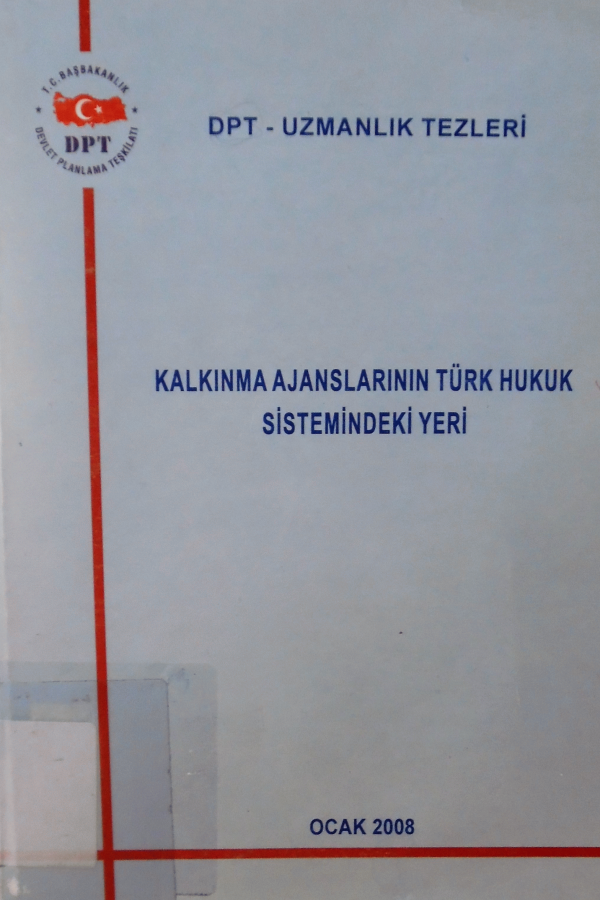 T.C. BAŞBAKANLIK
DPT
DEVLET PLANLAMA TEŞKİLATI
DPT - UZMANLIK TEZLERİ
KALKINMA AJANSLARININ TÜRK HUKUK
SİSTEMİNDEKİ YERİ
OCAK 2008